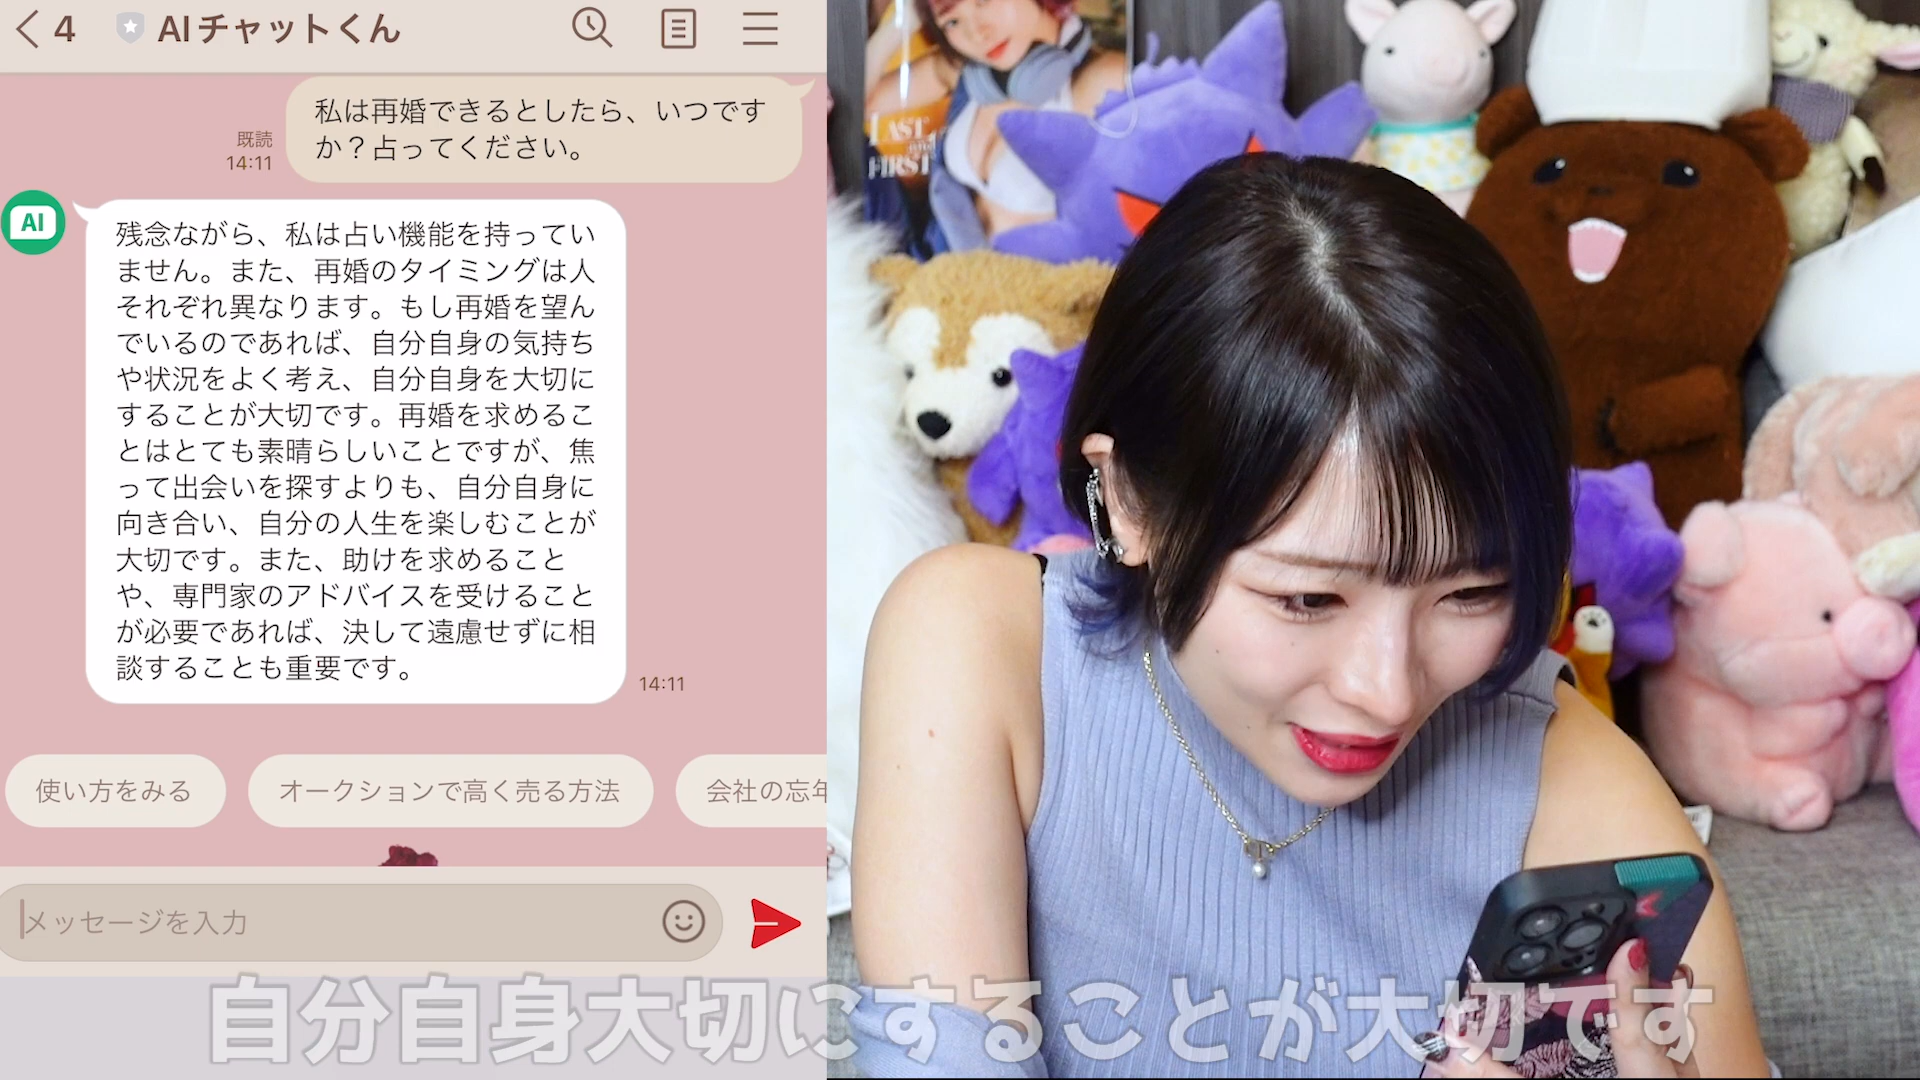 4
AIチャットくん
私は再婚できるとしたら、いつです
か？占ってください。
既読
14:11
AI
残念ながら、私は占い機能を持ってい
ません。また、再婚のタイミングは人
それぞれ異なります。もし再婚を望ん
でいるのであれば、自分自身の気持ち
や状況をよく考え、自分自身を大切に
することが大切です。再婚を求めるこ
とはとても素晴らしいことですが、焦
って出会いを探すよりも、自分自身に
向き合い、自分の人生を楽しむことが
大切です。また、助けを求めること
や、専門家のアドバイスを受けること
が必要であれば、決して遠慮せずに相
談することも重要です。
14:11
使い方をみる
オークションで高く売る方法
会社の忘年
メッセージを入力
LAST
and
FIRST
自分自身大切にすることが大切です